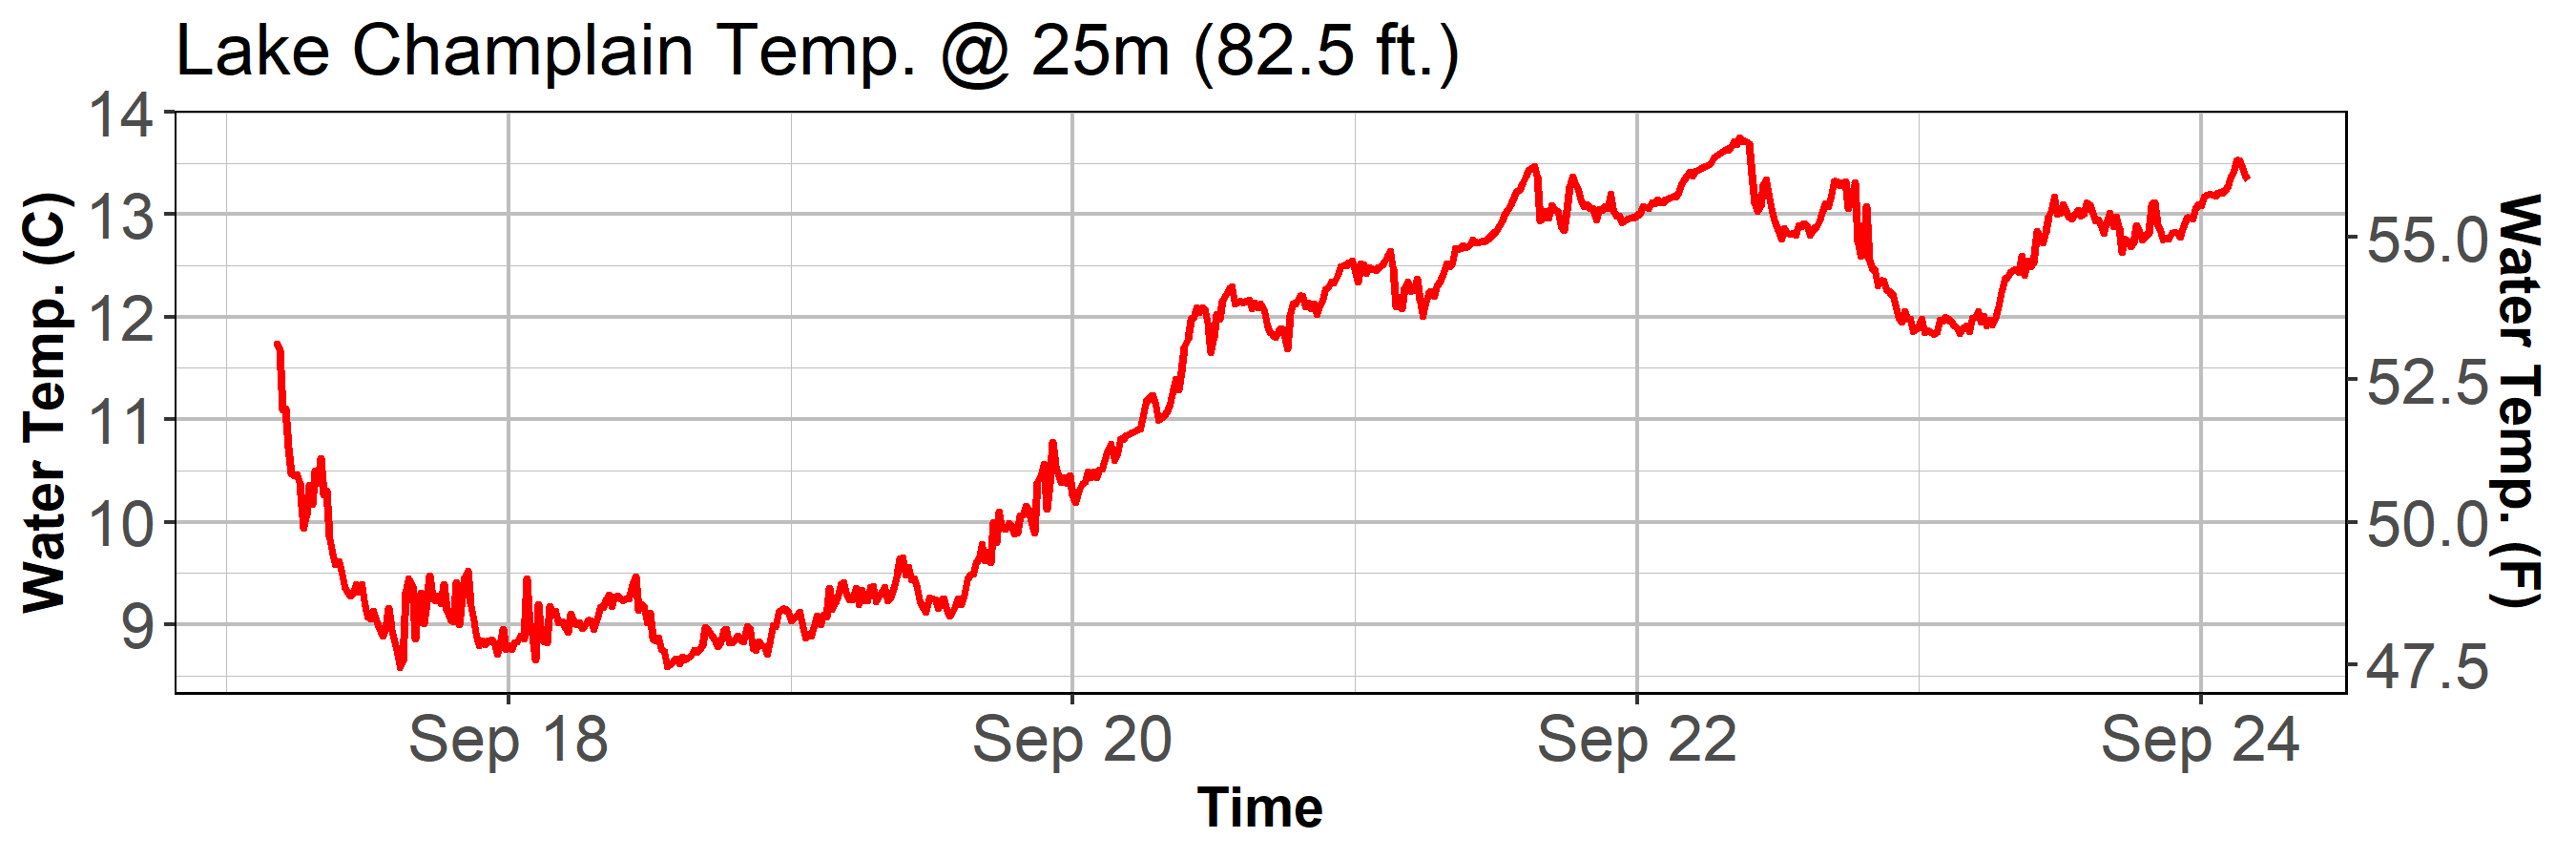 Lake Champlain Temp. @ 25m (82.5 ft.)
Water Temp. (C)
14
13
12
11
10
9
55.0
52.5
50.0
47.5
Water Temp. (F)
Sep 18 Sep 20 Sep 22 Sep 24
Time